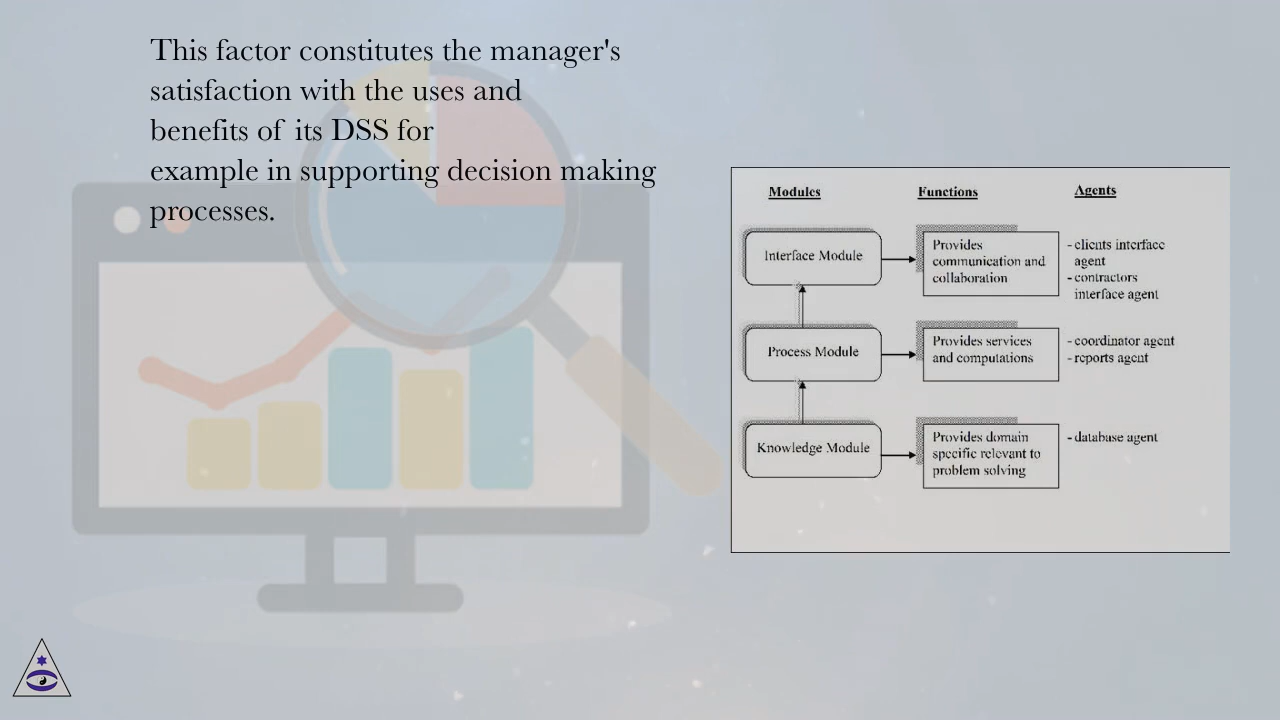 This factor constitutes the manager's
satisfaction with the uses and
benefits of its DSS for
example in supporting decision making
processes.
Modules
Functions
Agents
Interface Module
Provides
communication and
collaboration
- clients interface
agent
- contractors
interface agent
Process Module
Provides services
and computations
- coordinator agent
- reports agent
Knowledge Module
Provides domain
specific relevant to
problem solving
- database agent